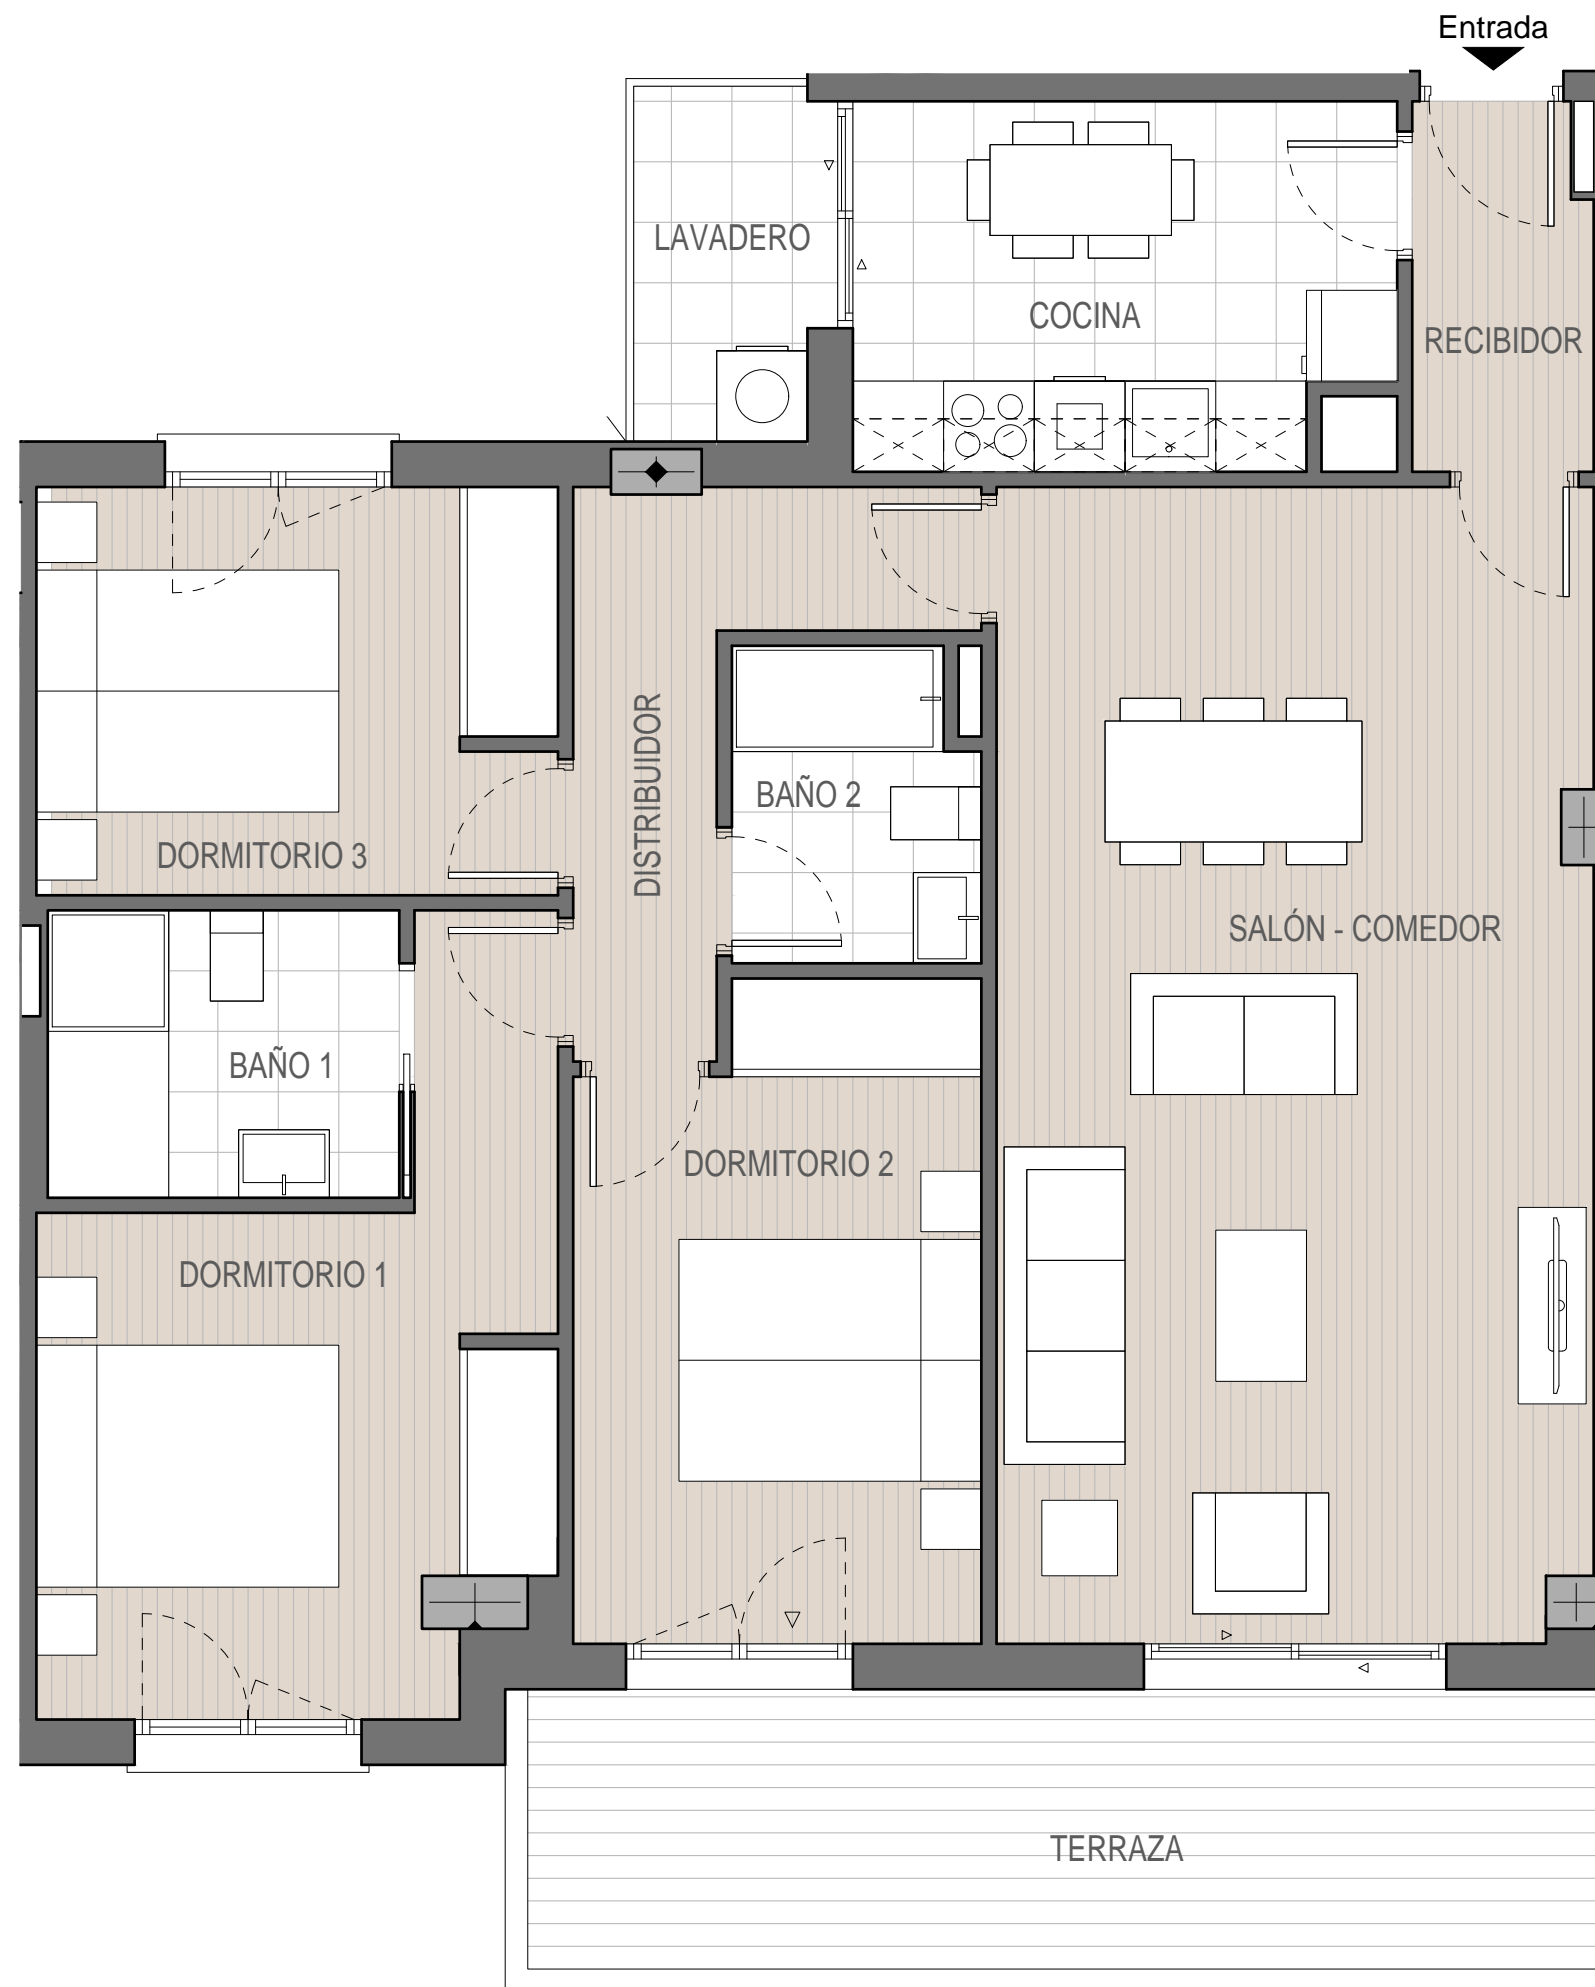 Entrada
LAVADERO
COCINA
RECIBIDOR
DISTRIBUIDOR
BAÑO 2
DORMITORIO 3
SALÓN - COMEDOR
BAÑO 1
DORMITORIO 2
DORMITORIO 1
TERRAZA